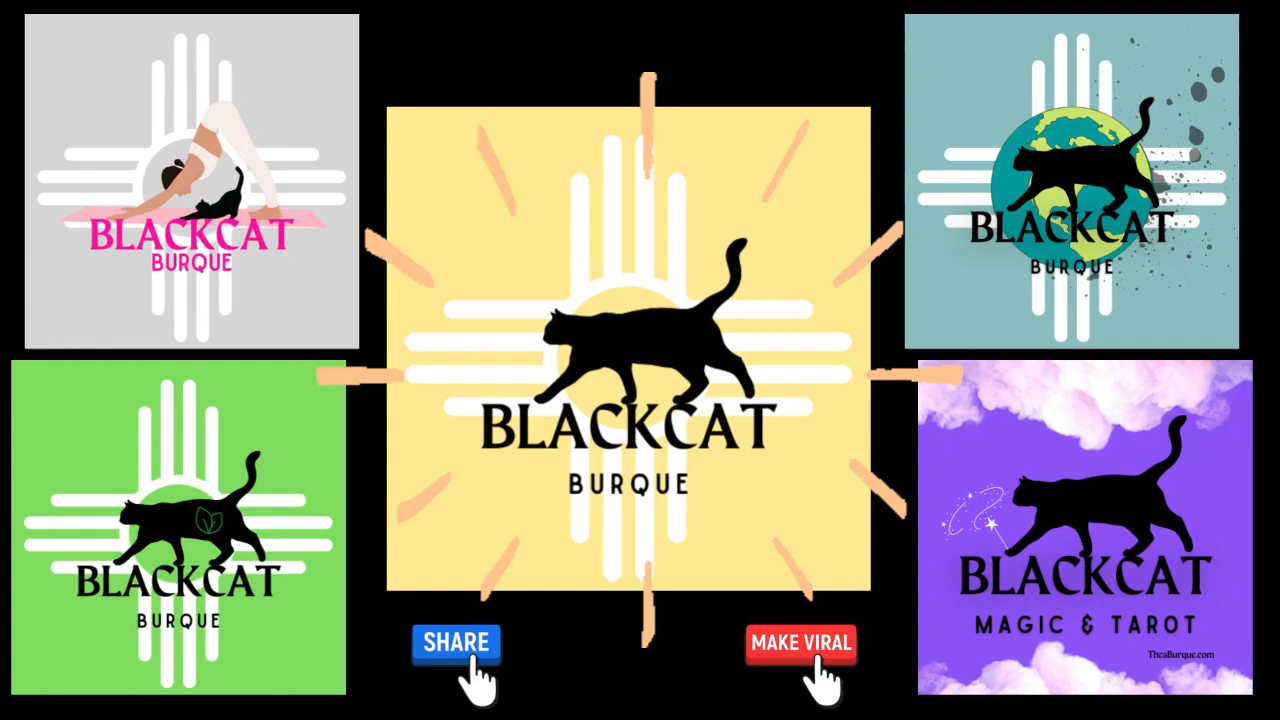 BLACKCAT
BURQUE
BLACKCAT
BURQUE
BLACKCAT
BURQUE
BLACKCAT
BURQUE
BLACKCAT
MAGIC & TAROT
TheaBurque.com
SHARE
MAKE VIRAL